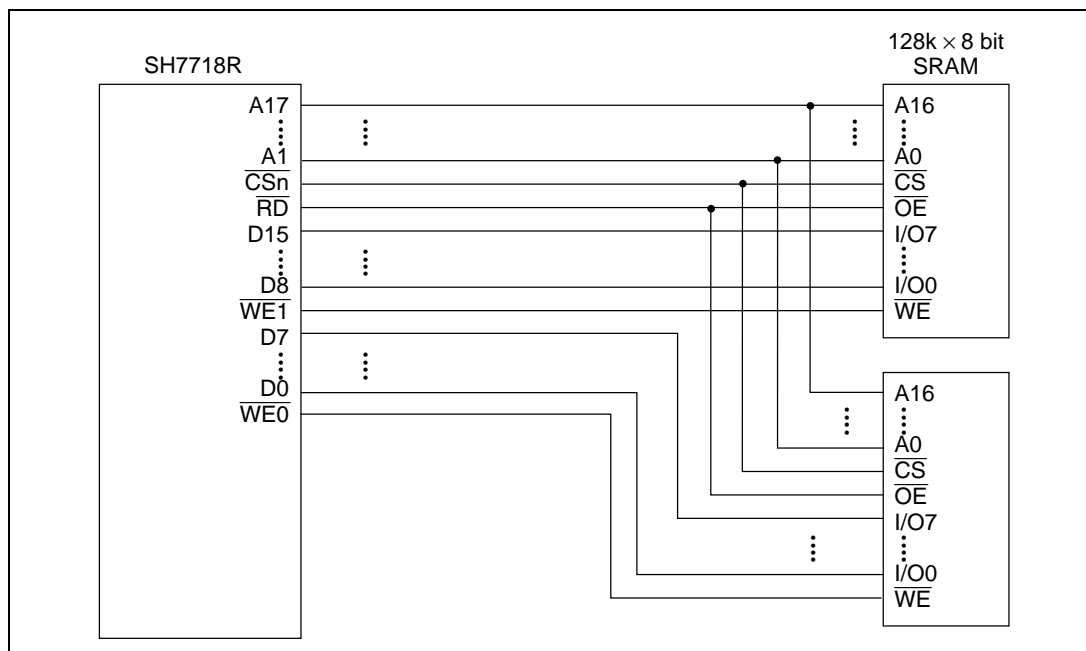 128k × 8 bit
SRAM
SH7718R
A17
A1
CSn
RD
D15
D8
WE1
D7
D0
WE0
A16
A0
CS
OE
I/O7
I/O0
WE
A16
A0
CS
OE
I/O7
I/O0
WE